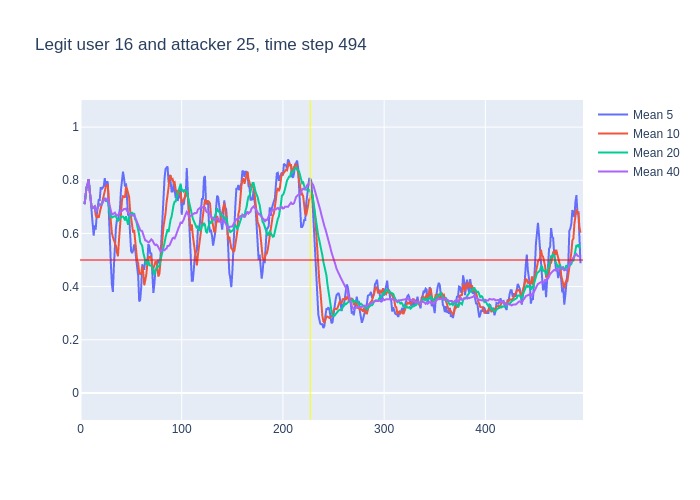 Legit user 16 and attacker 25, time step 494
Mean 5
Mean 10
Mean 20
Mean 40
1
0.8
0.6
0.4
0.2
0
0 100 200 300 400